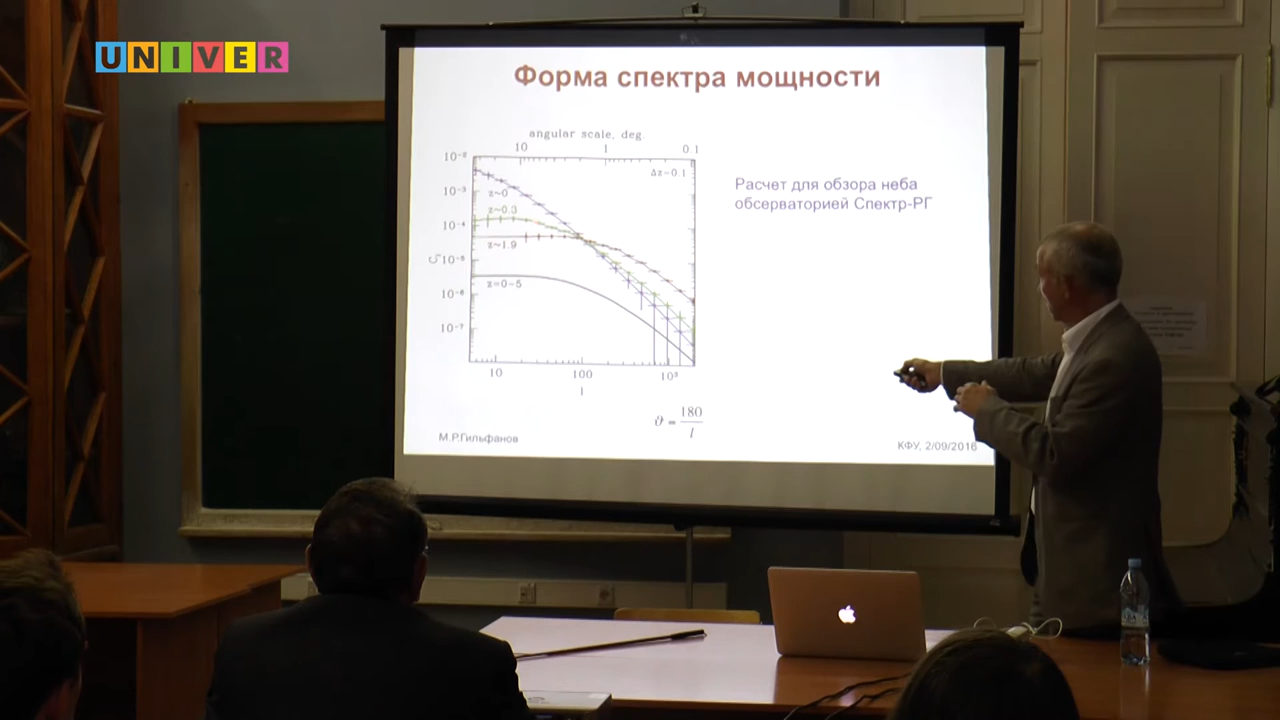 UNIVER
Форма спектра мощности
angular scale, deg
10 1 0.1
Δz=0.1
10⁻²
10⁻³
10⁻⁴
10⁻⁵
10⁻⁶
10⁻⁷
z~0
z~0.3
z~1.9
z=0-5
10 100 10³
l
Расчет для обзора неба
обсерваторией Спектр-РГ
ϑ = 180/l
М.Р.Гильфанов
КФУ, 2/09/2016